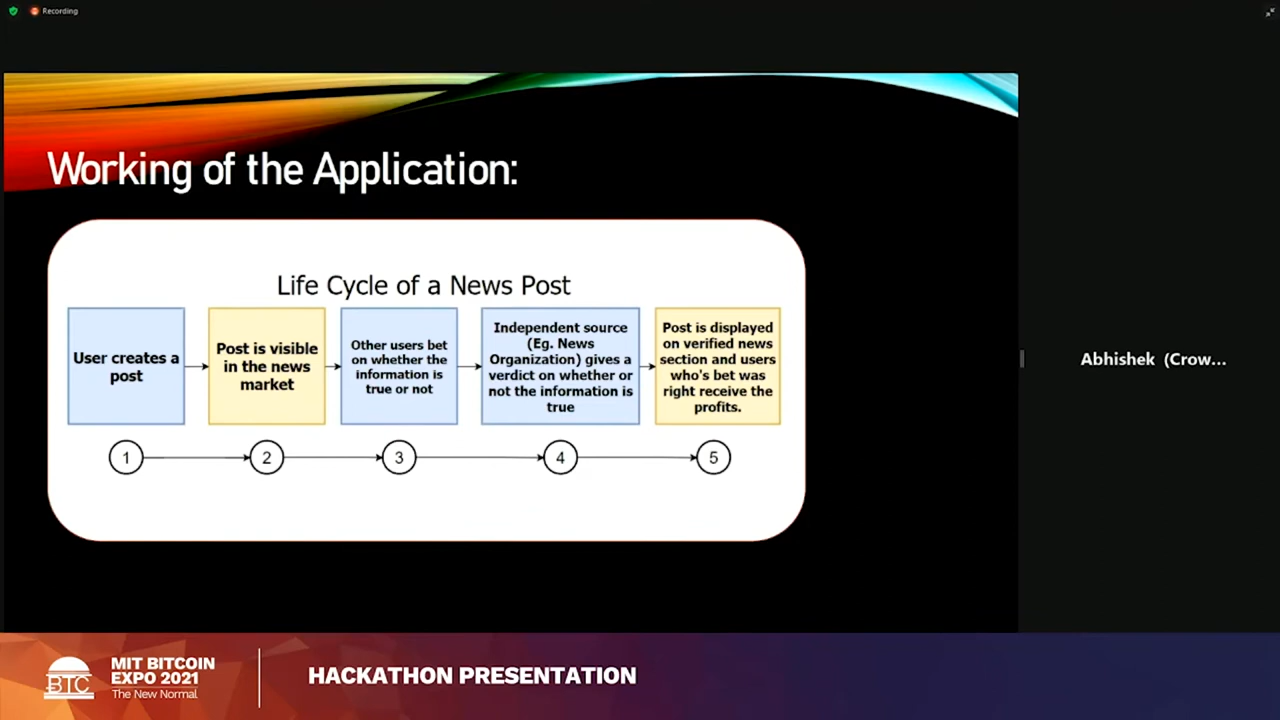 Recording
Working of the Application:
Life Cycle of a News Post
User creates a
post
Post is visible
in the news
market
Other users bet
on whether the
information is
true or not
Independent source
(Eg. News
Organization) gives a
verdict on whether or
not the information is
true
Post is displayed
on verified news
section and users
who's bet was
right receive the
profits.
1
2
3
4
5
Abhishek (Crow...
BTC
MIT BITCOIN
EXPO 2021
The New Normal
HACKATHON PRESENTATION